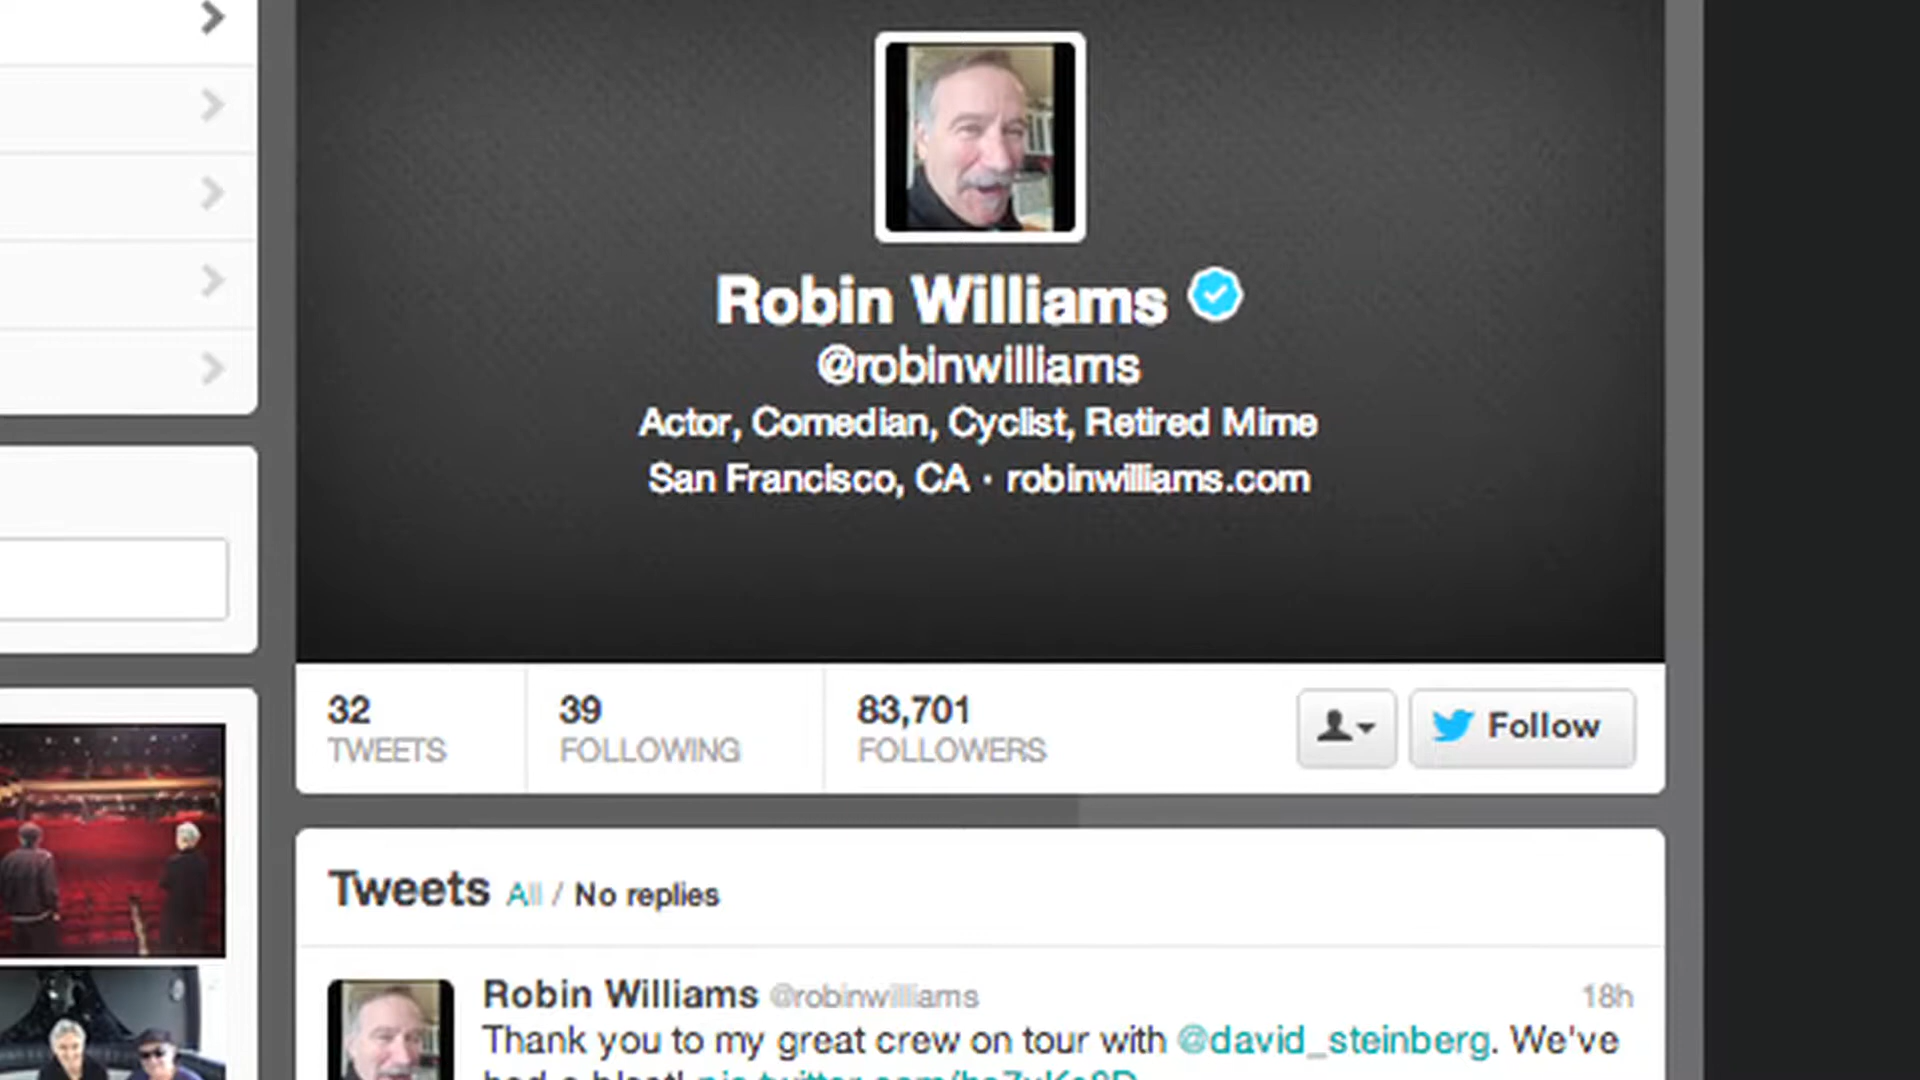 Robin Williams
@robinwilliams
Actor, Comedian, Cyclist, Retired Mime
San Francisco, CA · robinwilliams.com
32
TWEETS
39
FOLLOWING
83,701
FOLLOWERS
Follow
Tweets All / No replies
Robin Williams @robinwilliams 18h
Thank you to my great crew on tour with @david_steinberg. We've
had a blast!